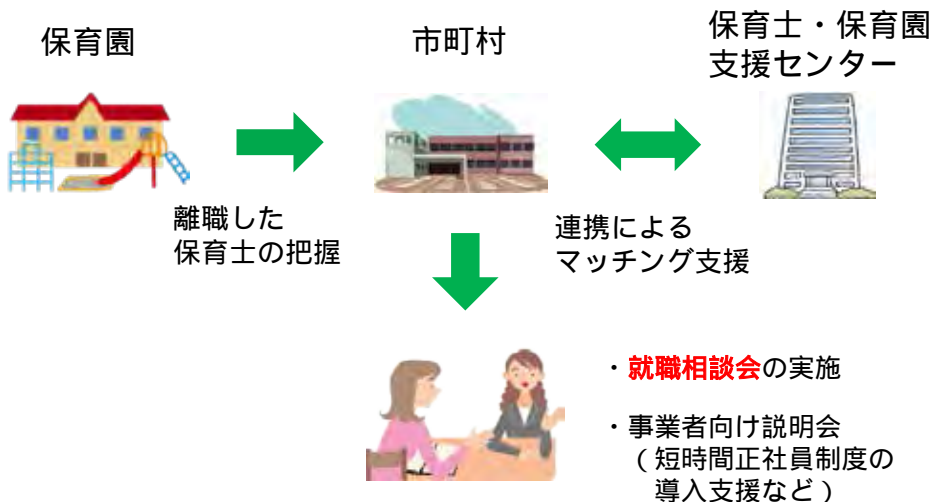 保育園
市町村
保育士・保育園
支援センター
離職した
保育士の把握
連携による
マッチング支援
・就職相談会の実施
・事業者向け説明会
（短時間正社員制度の
導入支援など）